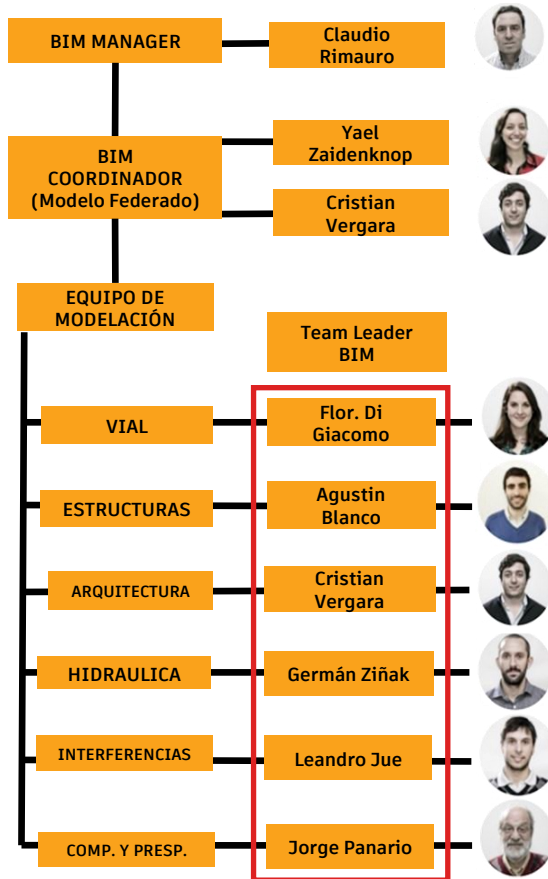 BIM MANAGER
Claudio
Rimauro
BIM
COORDINADOR
(Modelo Federado)
Yael
Zaidenknop
Cristian
Vergara
EQUIPO DE
MODELACIÓN
Team Leader
BIM
VIAL
Flor. Di
Giacomo
ESTRUCTURAS
Agustin
Blanco
ARQUITECTURA
Cristian
Vergara
HIDRAULICA
Germán Ziñak
INTERFERENCIAS
Leandro Jue
COMP. Y PRESP.
Jorge Panario